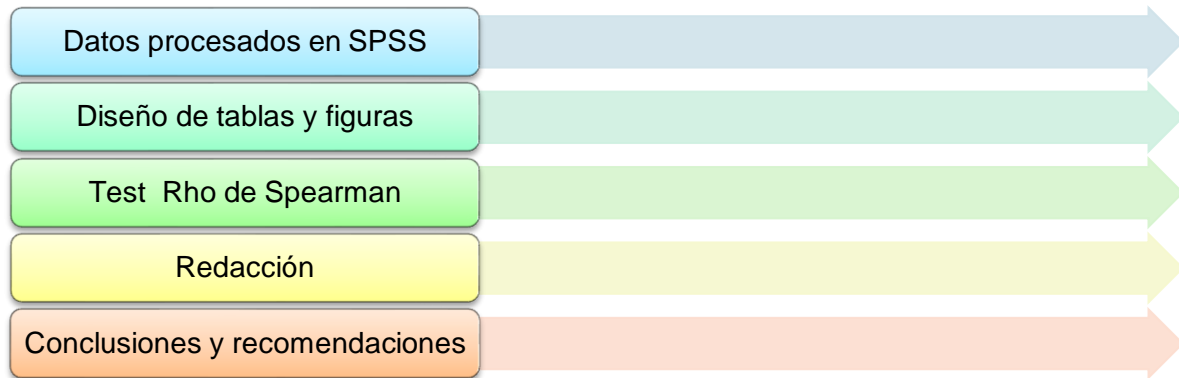 Datos procesados en SPSS
Diseño de tablas y figuras
Test  Rho de Spearman
Redacción
Conclusiones y recomendaciones